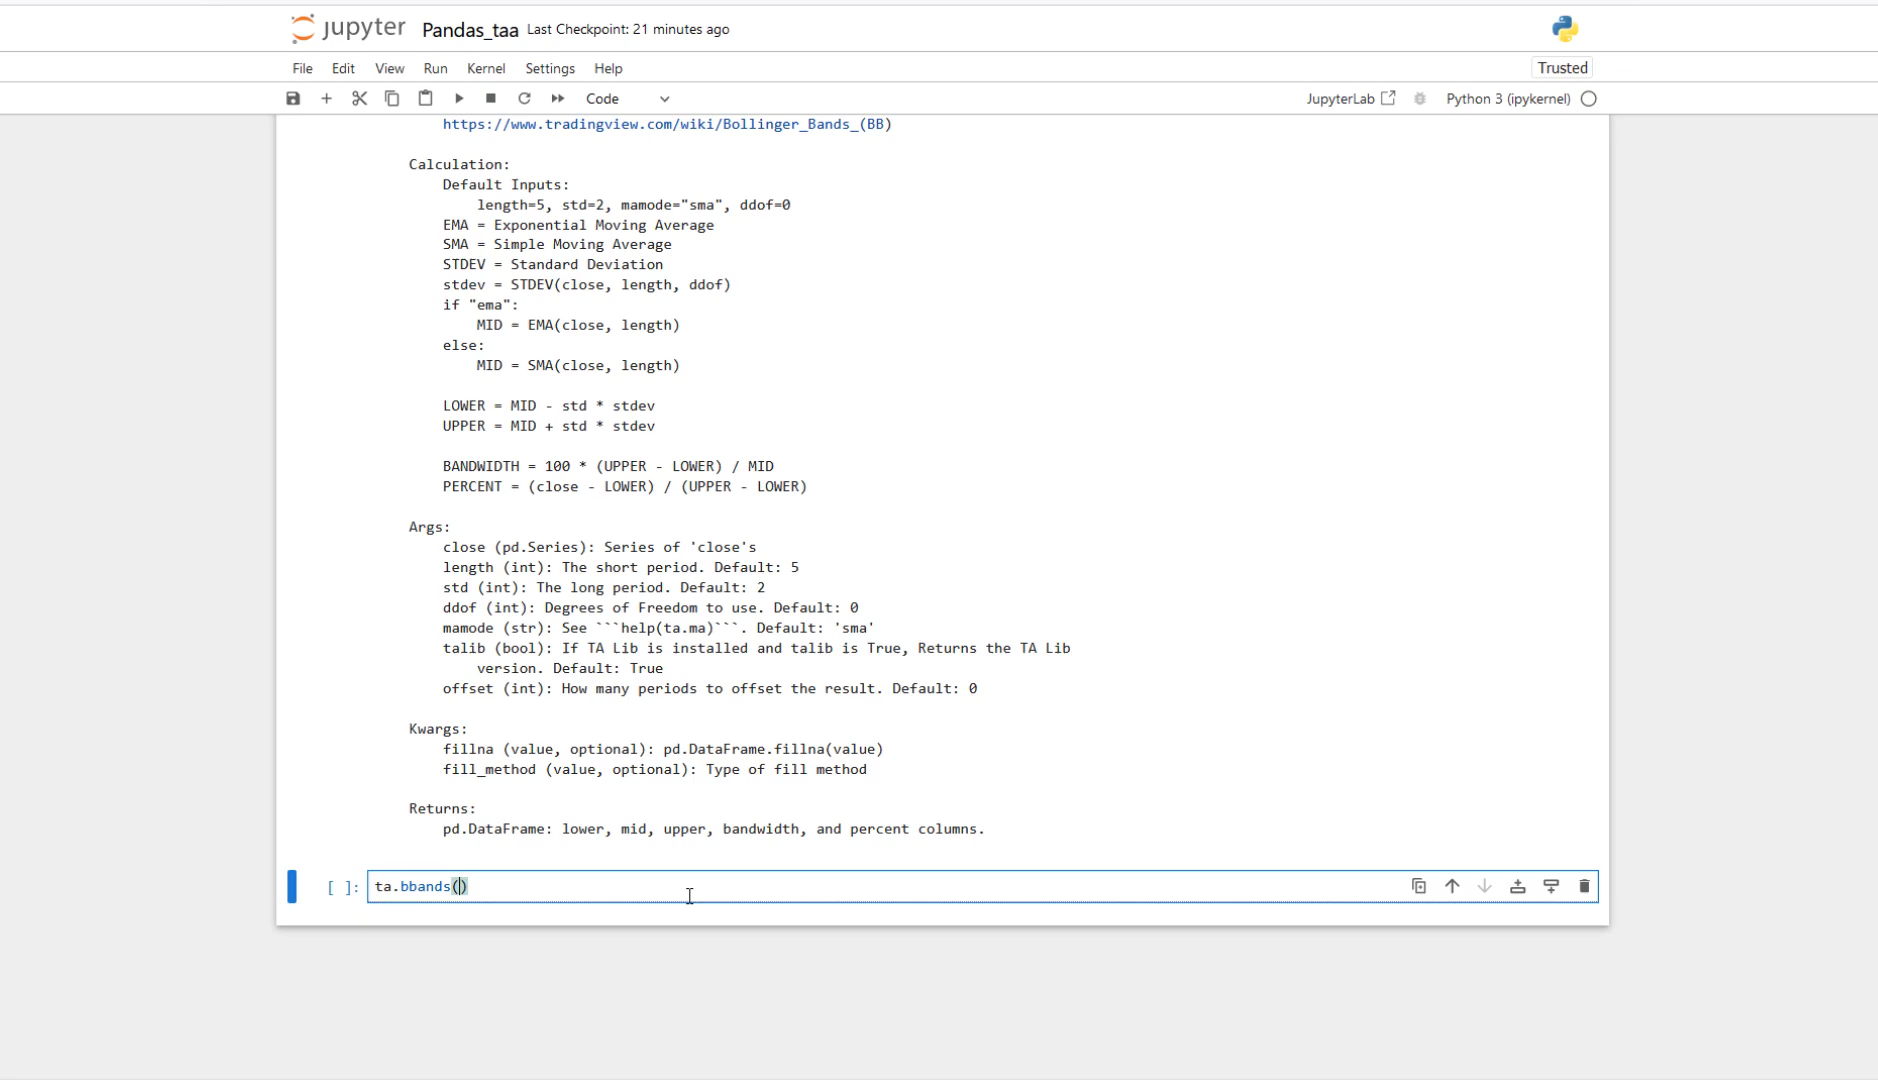 jupyter Pandas_taa Last Checkpoint: 21 minutes ago
File Edit View Run Kernel Settings Help Trusted
Code JupyterLab Python 3 (ipykernel)
https://www.tradingview.com/wiki/Bollinger_Bands_(BB)
Calculation:
Default Inputs:
length=5, std=2, mamode="sma", ddof=0
EMA = Exponential Moving Average
SMA = Simple Moving Average
STDEV = Standard Deviation
stdev = STDEV(close, length, ddof)
if "ema":
MID = EMA(close, length)
else:
MID = SMA(close, length)
LOWER = MID - std * stdev
UPPER = MID + std * stdev
BANDWIDTH = 100 * (UPPER - LOWER) / MID
PERCENT = (close - LOWER) / (UPPER - LOWER)
Args:
close (pd.Series): Series of 'close's
length (int): The short period. Default: 5
std (int): The long period. Default: 2
ddof (int): Degrees of Freedom to use. Default: 0
mamode (str): See ```help(ta.ma)```. Default: 'sma'
talib (bool): If TA Lib is installed and talib is True, Returns the TA Lib
version. Default: True
offset (int): How many periods to offset the result. Default: 0
Kwargs:
fillna (value, optional): pd.DataFrame.fillna(value)
fill_method (value, optional): Type of fill method
Returns:
pd.DataFrame: lower, mid, upper, bandwidth, and percent columns.
[ ]: ta.bbands()